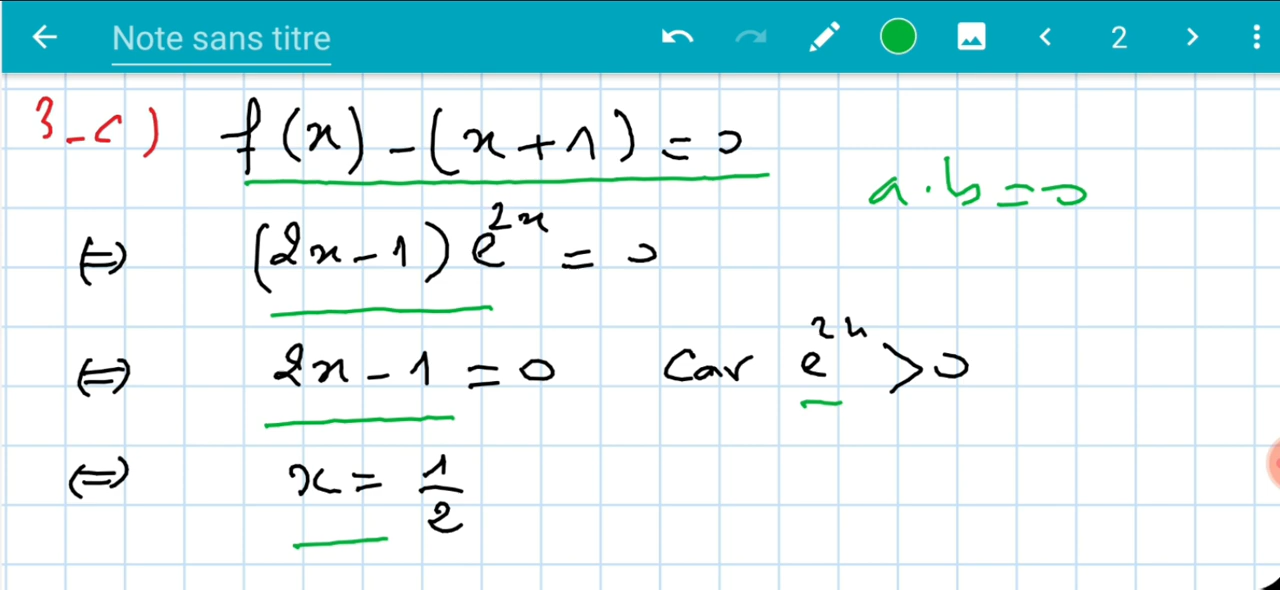 Note sans titre 2
3-c) f(x) - (x + 1) = 0
a · b = 0
⇔ (2x - 1) e^{2x} = 0
⇔ 2x - 1 = 0 Car e^{2x} > 0
⇔ x = 1/2